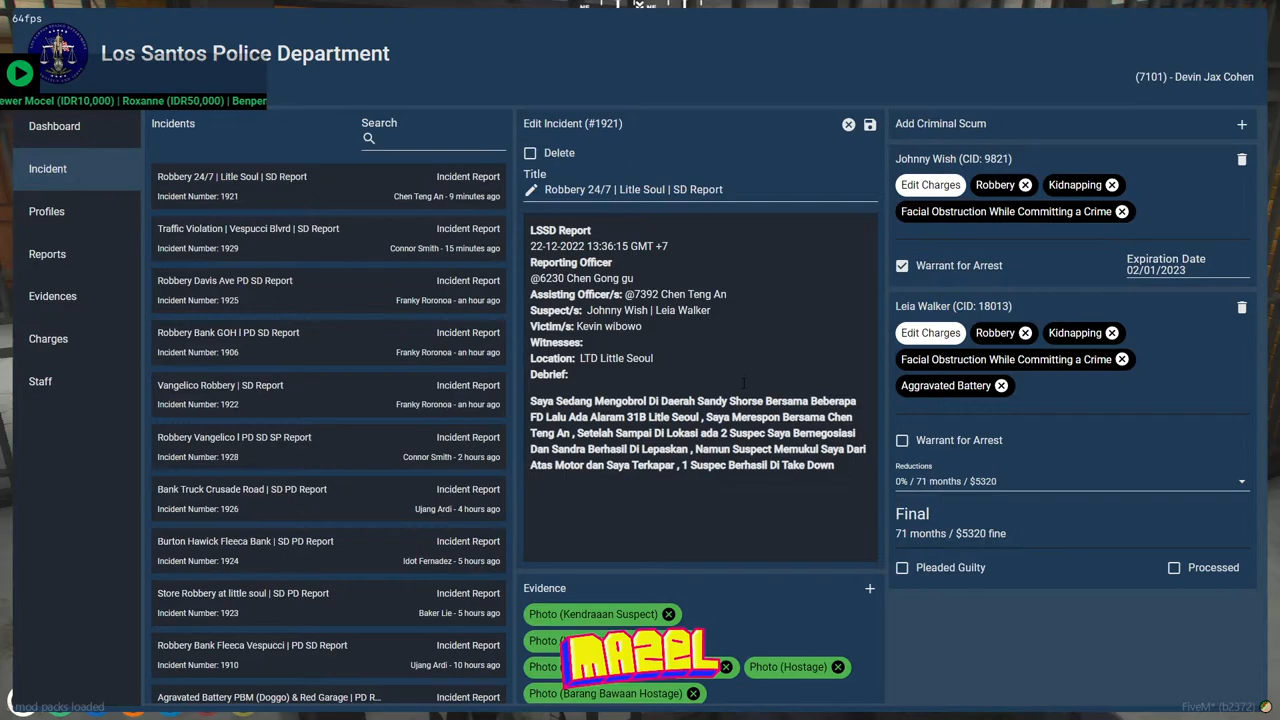 64fps
Los Santos Police Department
(7101) - Devin Jax Cohen
ewer Mocel (IDR10,000) | Roxanne (IDR50,000) | Benper
Dashboard
Incident
Profiles
Reports
Evidences
Charges
Staff
Incidents
Search
Robbery 24/7 | Litle Soul | SD Report
Incident Report
Incident Number: 1921
Chen Teng An - 9 minutes ago
Traffic Violation | Vespucci Blvrd | SD Report
Incident Report
Incident Number: 1929
Connor Smith - 15 minutes ago
Robbery Davis Ave PD SD Report
Incident Report
Incident Number: 1925
Franky Roronoa - an hour ago
Robbery Bank GOH l PD SD Report
Incident Report
Incident Number: 1906
Franky Roronoa - an hour ago
Vangelico Robbery | SD Report
Incident Report
Incident Number: 1922
Franky Roronoa - an hour ago
Robbery Vangelico l PD SD SP Report
Incident Report
Incident Number: 1928
Connor Smith - 2 hours ago
Bank Truck Crusade Road | SD PD Report
Incident Report
Incident Number: 1926
Ujang Ardi - 4 hours ago
Burton Hawick Fleeca Bank | SD PD Report
Incident Report
Incident Number: 1924
Idot Fernadez - 5 hours ago
Store Robbery at little soul | SD PD Report
Incident Report
Incident Number: 1923
Baker Lie - 5 hours ago
Robbery Bank Fleeca Vespucci | PD SD Report
Incident Report
Incident Number: 1910
Ujang Ardi - 10 hours ago
Agravated Battery PBM (Doggo) & Red Garage | PD R...
Incident Report
Edit Incident (#1921)
Delete
Title
Robbery 24/7 | Litle Soul | SD Report
LSSD Report
22-12-2022 13:36:15 GMT +7
Reporting Officer
@6230 Chen Gong gu
Assisting Officer/s: @7392 Chen Teng An
Suspect/s: Johnny Wish | Leia Walker
Victim/s: Kevin wibowo
Witnesses:
Location: LTD Little Seoul
Debrief:
Saya Sedang Mengobrol Di Daerah Sandy Shorse Bersama Beberapa
FD Lalu Ada Alaram 31B Litle Seoul , Saya Merespon Bersama Chen
Teng An , Setelah Sampai Di Lokasi ada 2 Suspec Saya Bernegosiasi
Dan Sandra Berhasil Di Lepaskan , Namun Suspect Memukul Saya Dari
Atas Motor dan Saya Terkapar , 1 Suspec Berhasil Di Take Down
Evidence
Photo (Kendraaan Suspect)
Photo
Photo
Photo (Hostage)
Photo (Barang Bawaan Hostage)
MAZEL
Add Criminal Scum
Johnny Wish (CID: 9821)
Edit Charges
Robbery
Kidnapping
Facial Obstruction While Committing a Crime
Warrant for Arrest
Expiration Date
02/01/2023
Leia Walker (CID: 18013)
Edit Charges
Robbery
Kidnapping
Facial Obstruction While Committing a Crime
Aggravated Battery
Warrant for Arrest
Reductions
0% / 71 months / $5320
Final
71 months / $5320 fine
Pleaded Guilty
Processed
mod packs loaded
FiveM* (b2372)